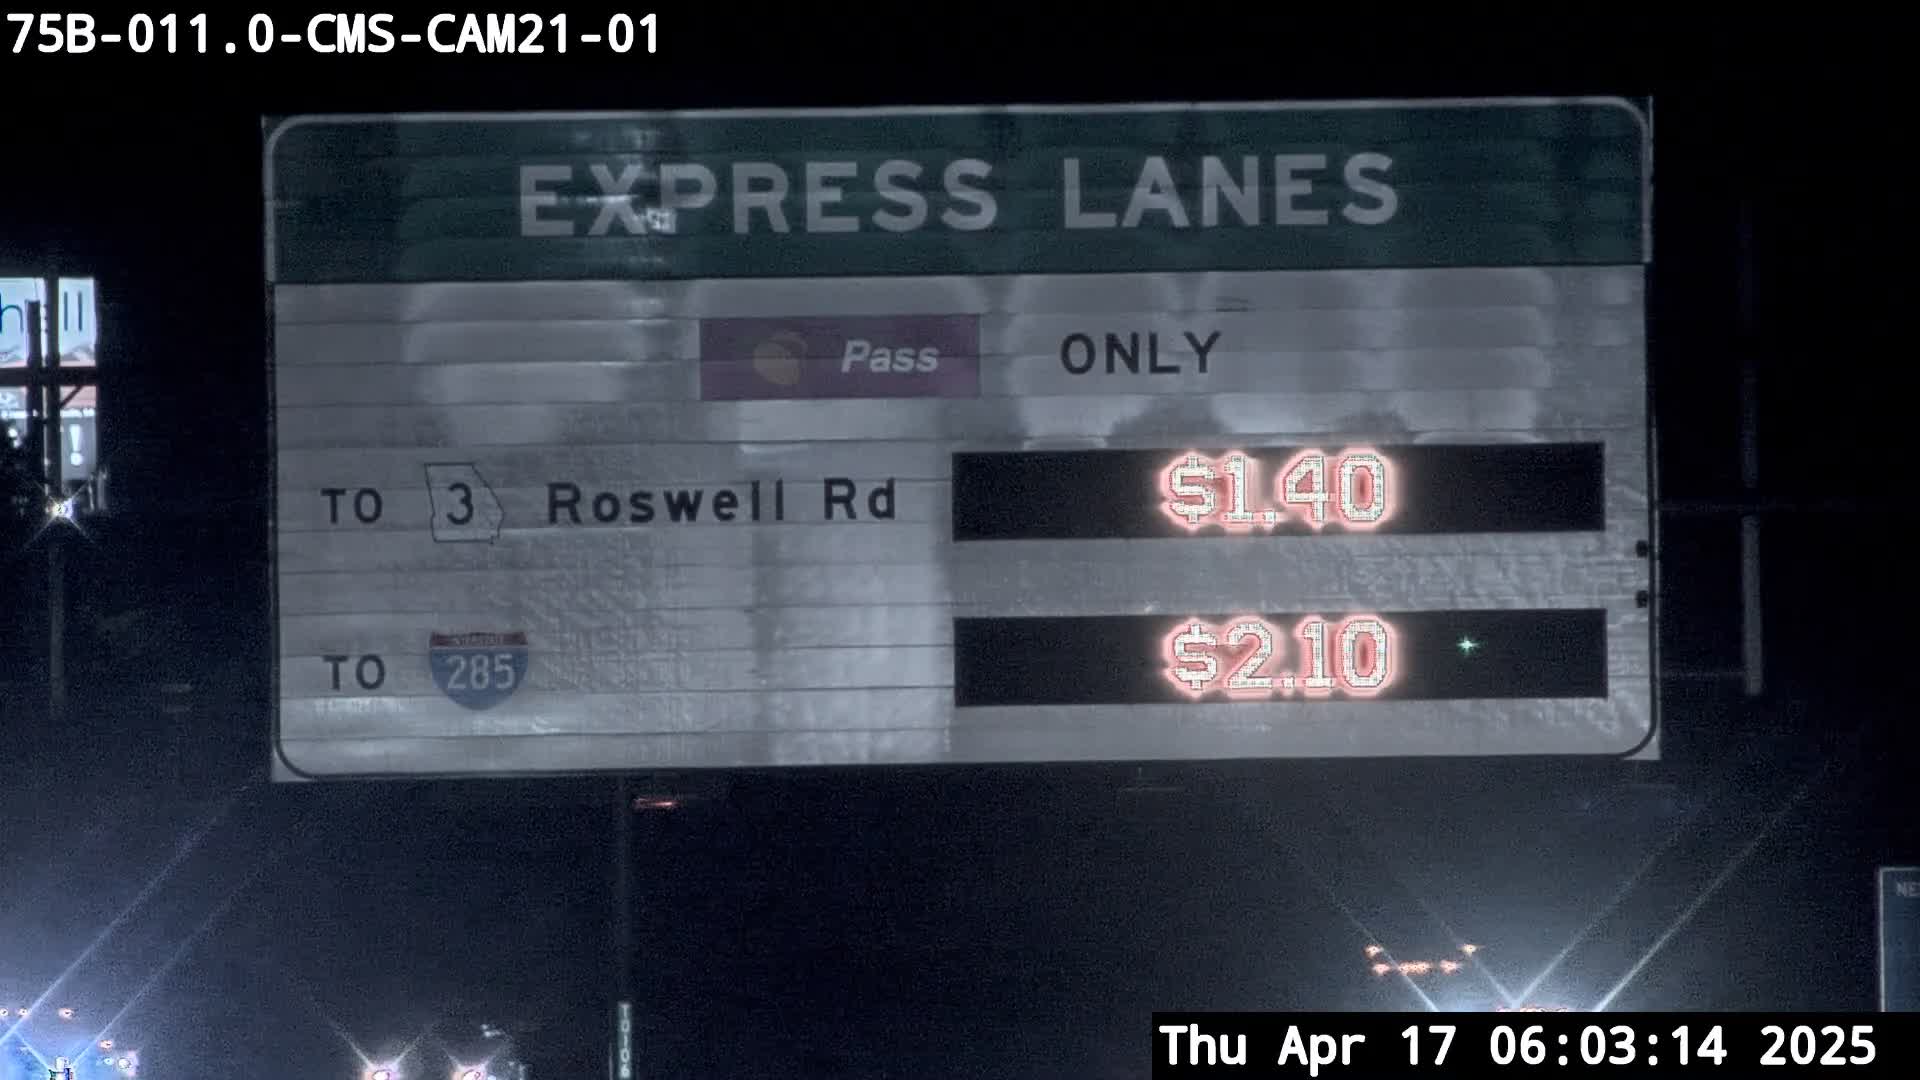 75B-011.0-CMS-CAM21-01
EXPRESS LANES
Pass ONLY
TO 3 Roswell Rd $1.40
TO INTERSTATE 285 $2.10
Thu Apr 17 06:03:14 2025